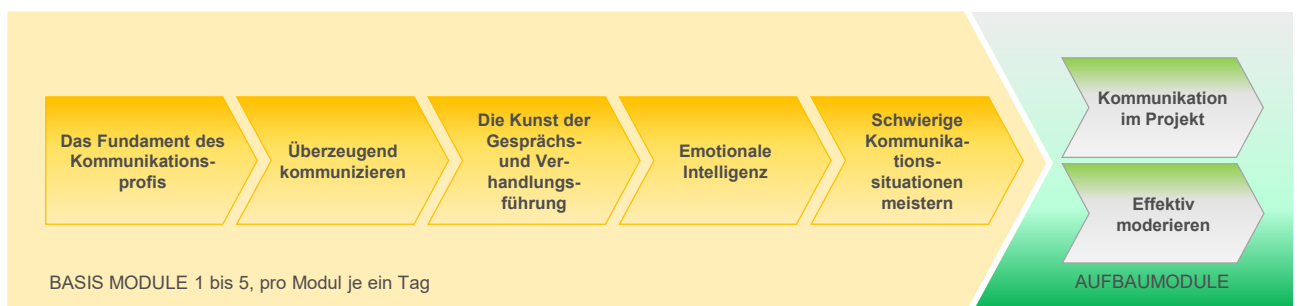 Das Fundament des
Kommunikations-
profis
Überzeugend
kommunizieren
Die Kunst der
Gesprächs-
und Ver-
handlungs-
führung
Emotionale
Intelligenz
Schwierige
Kommunika-
tions-
situationen
meistern
Kommunikation
im Projekt
Effektiv
moderieren
BASIS MODULE 1 bis 5, pro Modul je ein Tag
AUFBAUMODULE